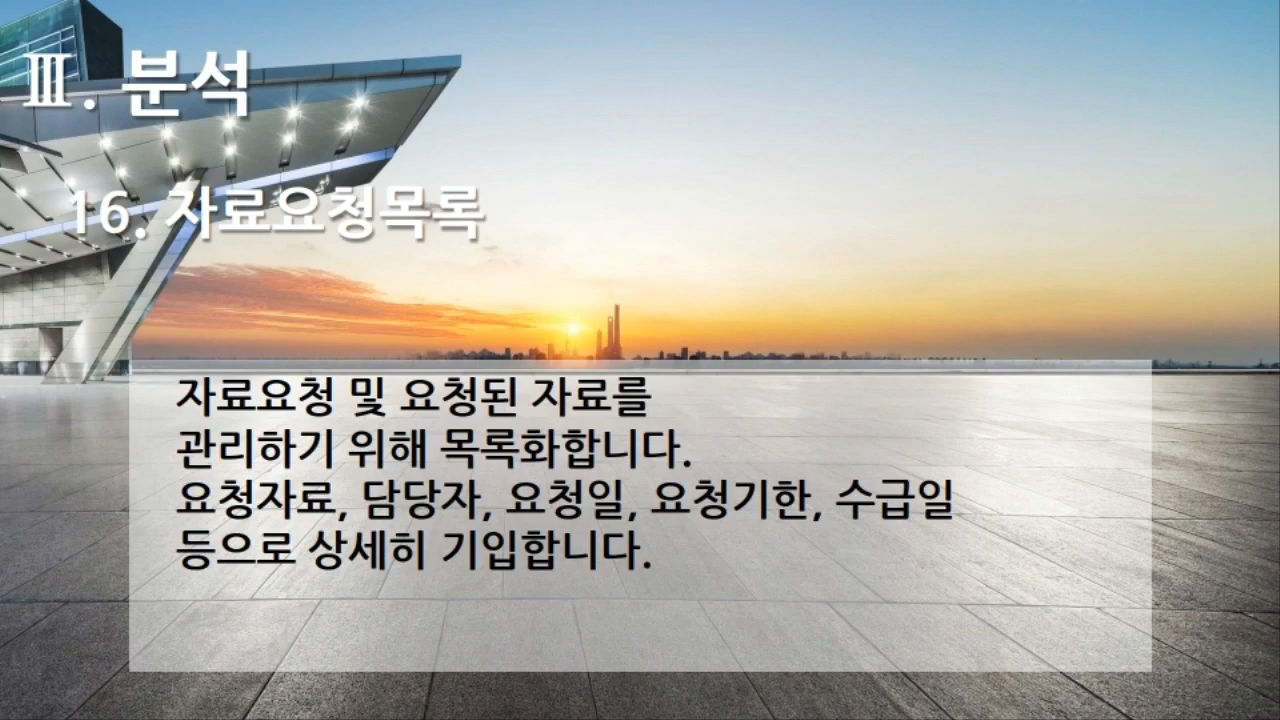 Ⅲ. 분석
16. 자료요청목록
자료요청 및 요청된 자료를
관리하기 위해 목록화합니다.
요청자료, 담당자, 요청일, 요청기한, 수급일
등으로 상세히 기입합니다.